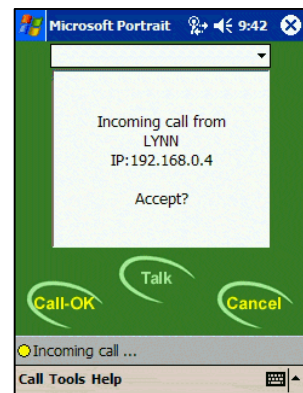 Microsoft Portrait 9:42
Incoming call from
LYNN
IP:192.168.0.4
Accept?
Talk
Call-OK Cancel
Incoming call ...
Call Tools Help